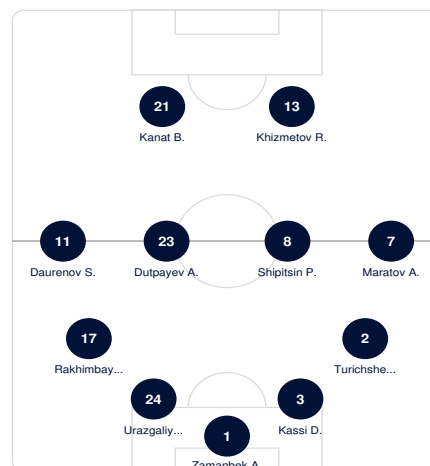 21
13
Kanat B.
Khizmetov R.
11
23
8
7
Daurenov S.
Dutpayev A.
Shipitsin P.
Maratov A.
17
2
Rakhimbay...
Turichshe...
24
3
Urazgaliy...
Kassi D.
1
Zamanbek A.